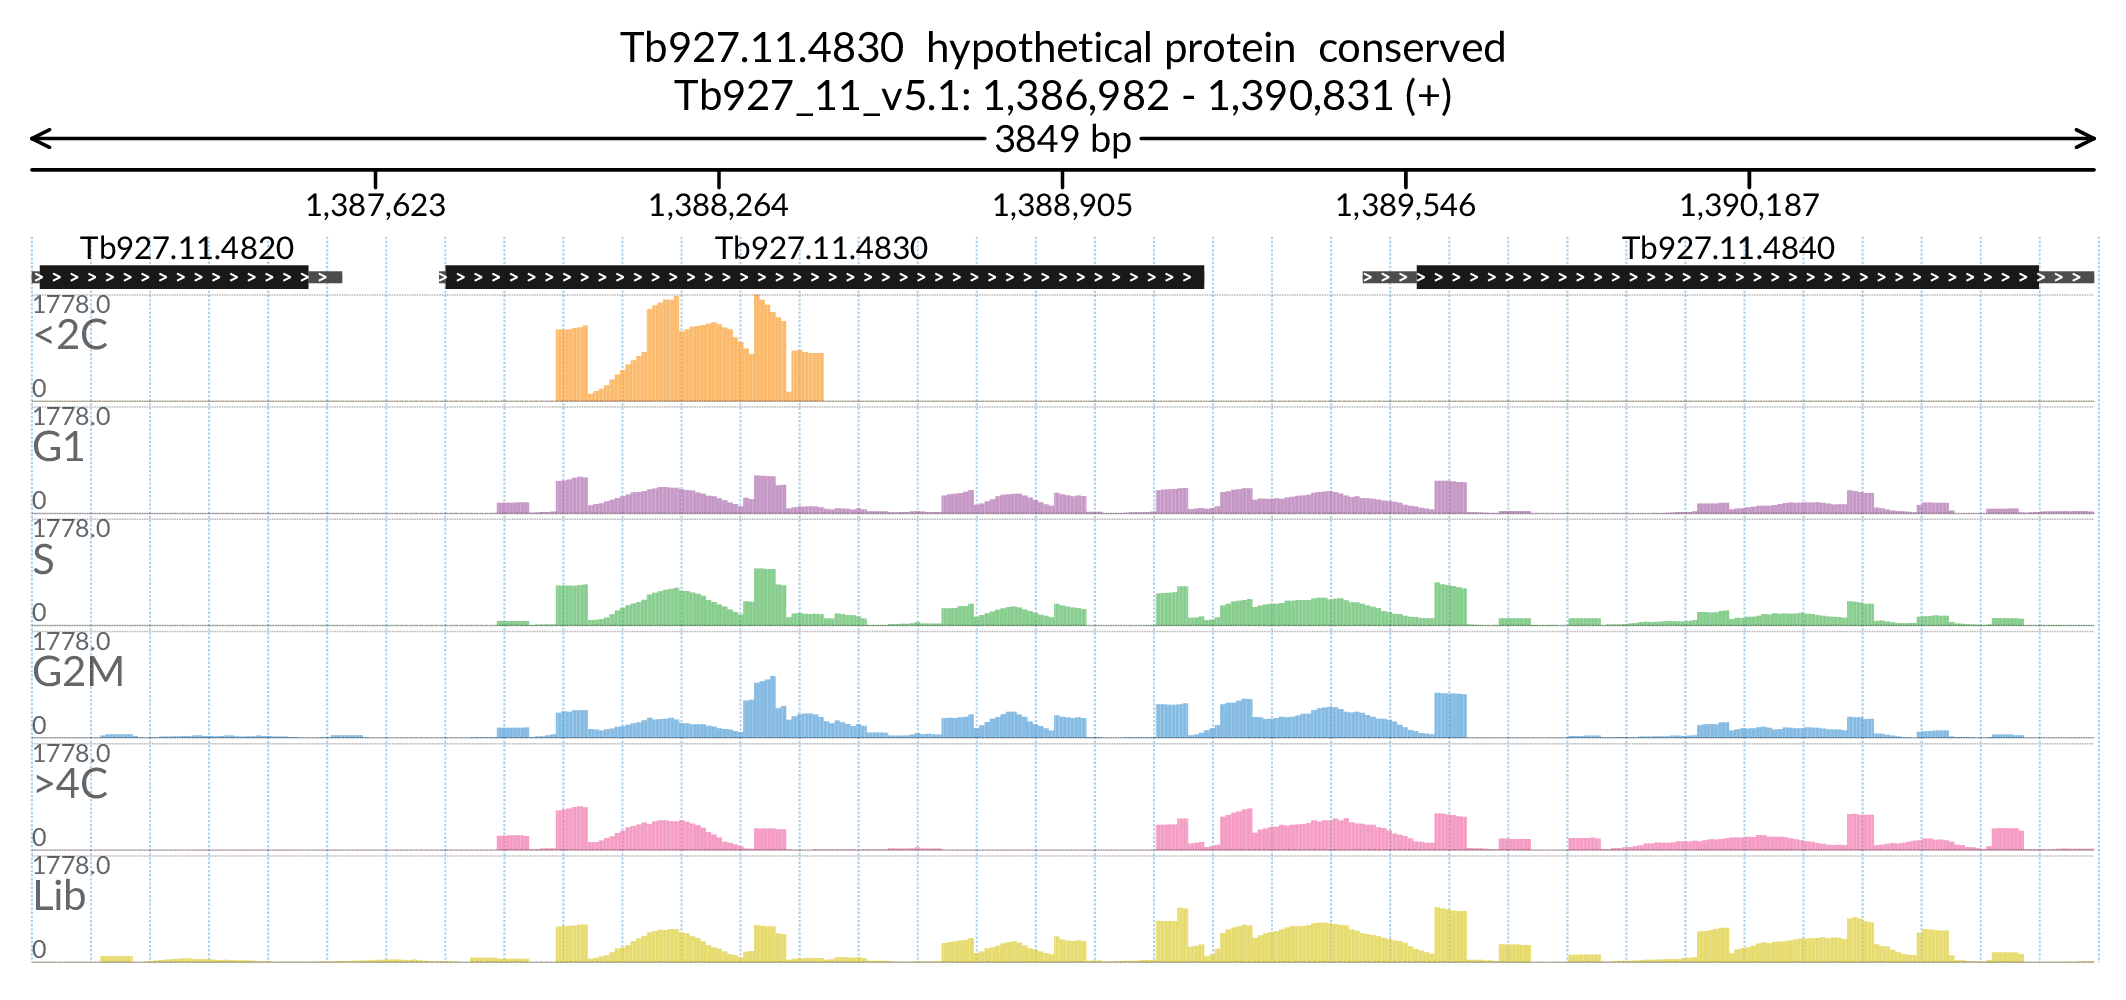 Tb927.11.4830 hypothetical protein conserved
Tb927_11_v5.1: 1,386,982 - 1,390,831 (+)
3849 bp
1,387,623 1,388,264 1,388,905 1,389,546 1,390,187
Tb927.11.4820 Tb927.11.4830 Tb927.11.4840
1778.0
<2C
0
1778.0
G1
0
1778.0
S
0
1778.0
G2M
0
1778.0
>4C
0
1778.0
Lib
0